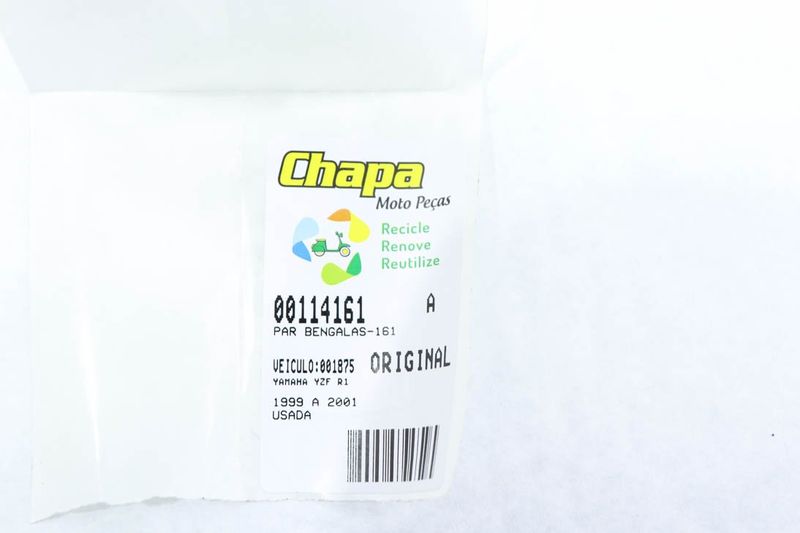 Chapa
Moto Peças
Recicle
Renove
Reutilize
00114161 A
PAR BENGALAS-161
VEICULO:001875 ORIGINAL
YAMAHA YZF R1
1999 A 2001
USADA